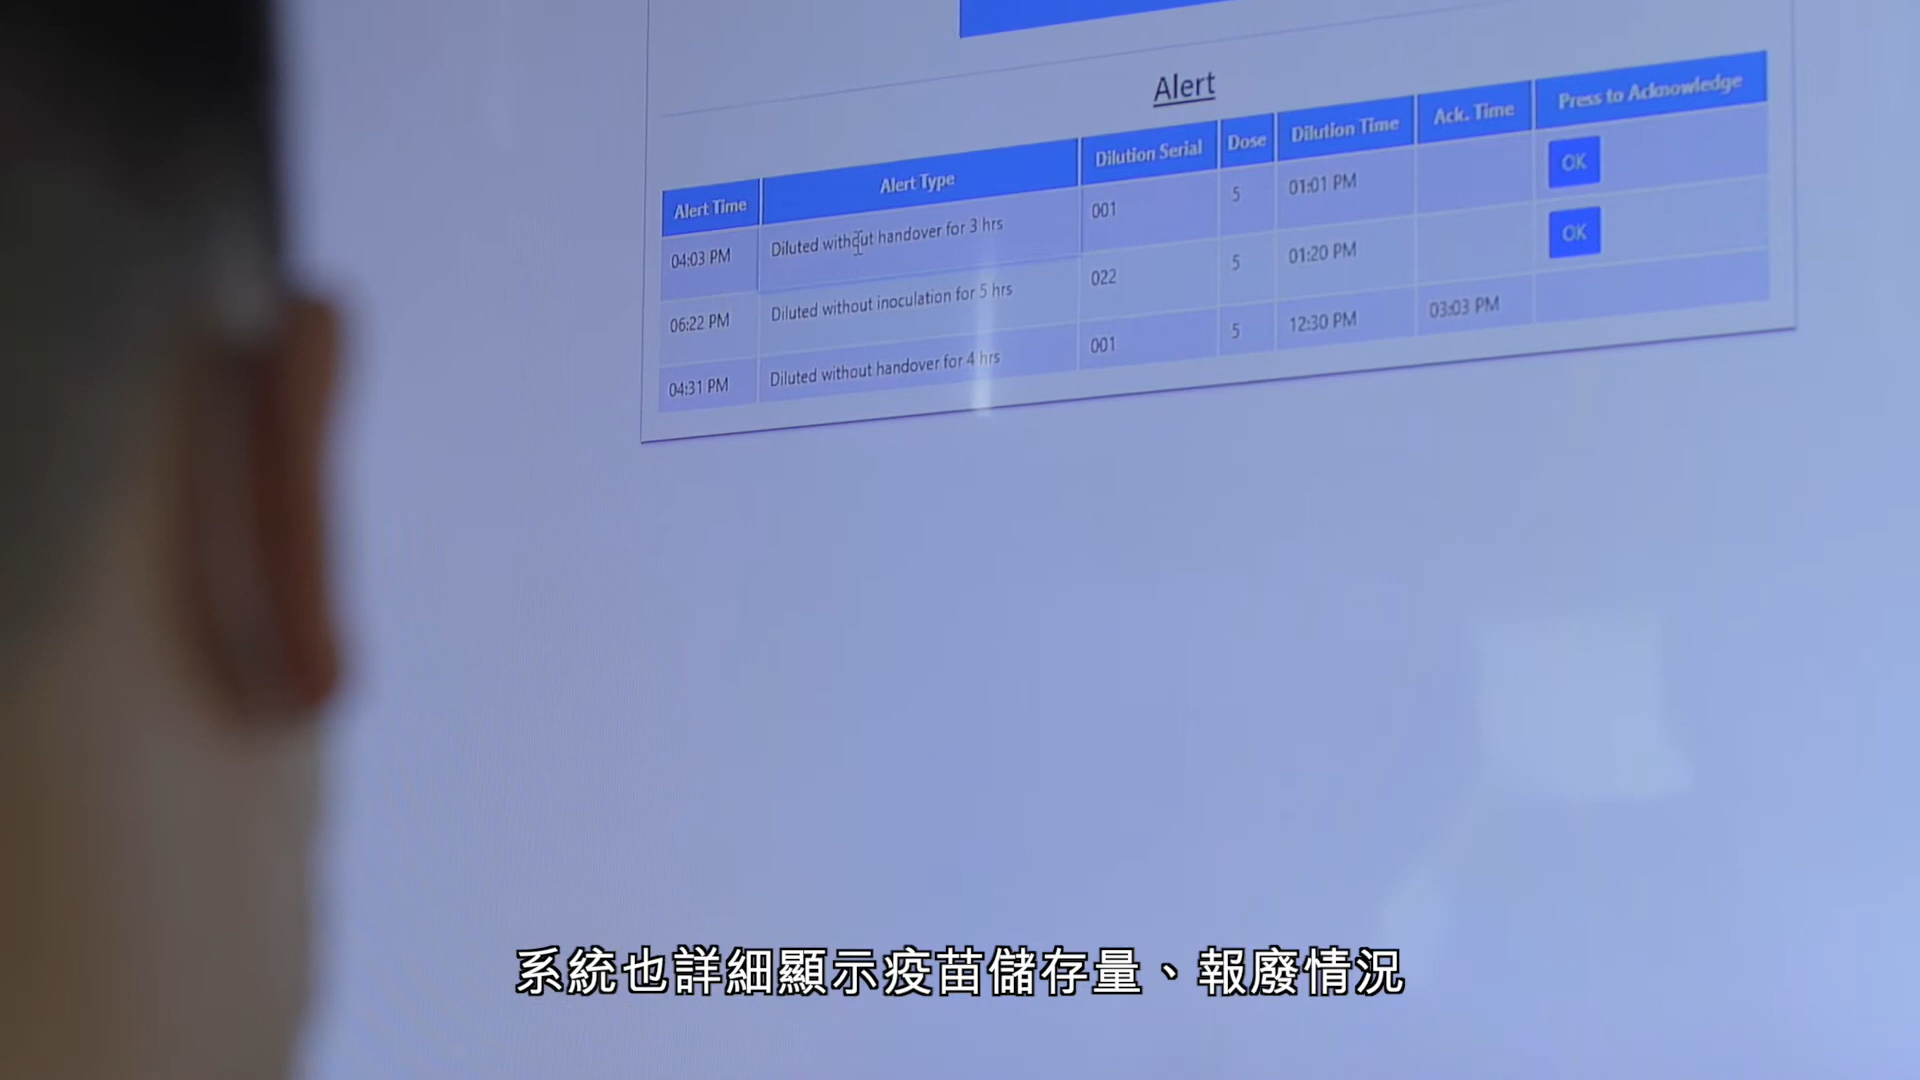 Alert
Alert Time Alert Type Dilution Serial Dose Dilution Time Ack. Time Press to Acknowledge
04:03 PM Diluted without handover for 3 hrs 001 5 01:01 PM OK
06:22 PM Diluted without inoculation for 5 hrs 022 5 01:20 PM OK
04:31 PM Diluted without handover for 4 hrs 001 5 12:30 PM 03:03 PM
系統也詳細顯示疫苗儲存量、報廢情況